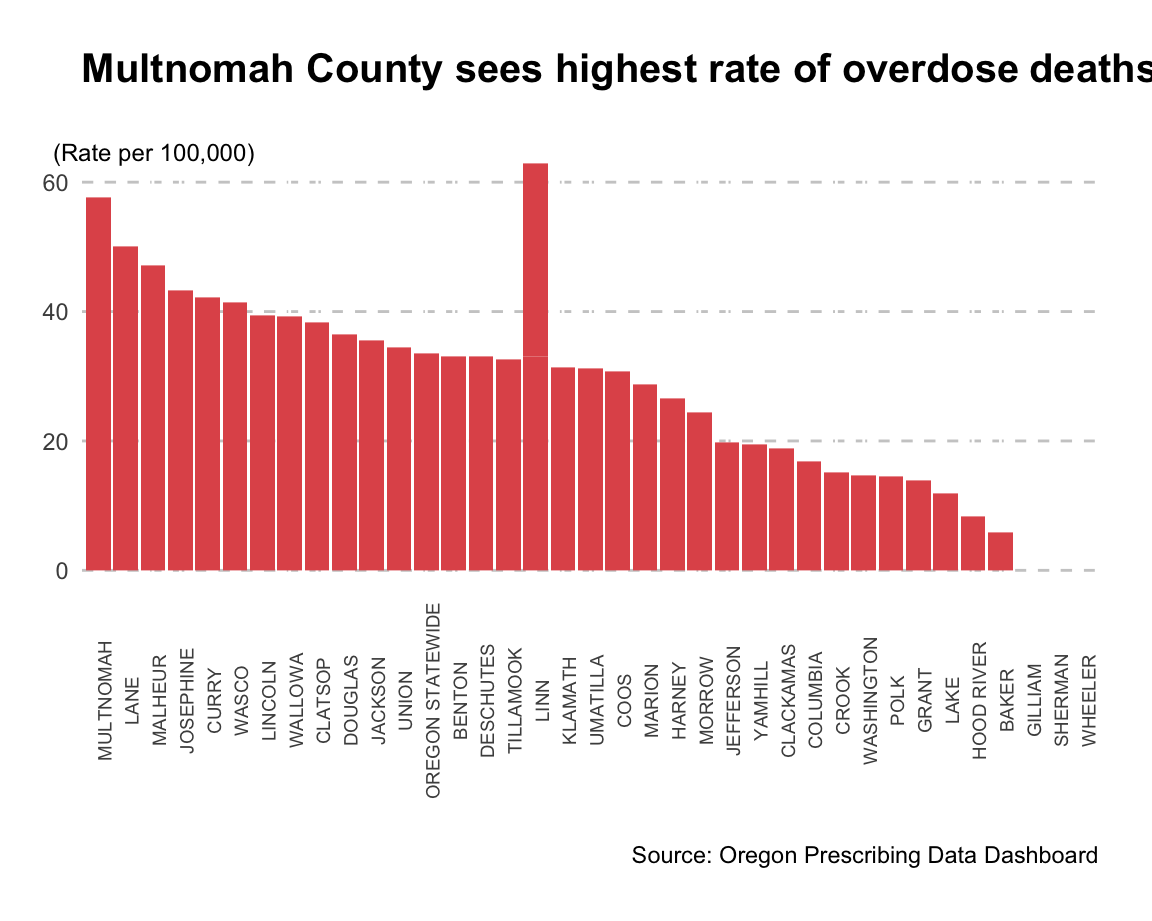 Multnomah County sees highest rate of overdose deaths
(Rate per 100,000)
60
40
20
0
MULTNOMAH
LANE
MALHEUR
JOSEPHINE
CURRY
WASCO
LINCOLN
WALLOWA
CLATSOP
DOUGLAS
JACKSON
UNION
OREGON STATEWIDE
BENTON
DESCHUTES
TILLAMOOK
LINN
KLAMATH
UMATILLA
COOS
MARION
HARNEY
MORROW
JEFFERSON
YAMHILL
CLACKAMAS
COLUMBIA
CROOK
WASHINGTON
POLK
GRANT
LAKE
HOOD RIVER
BAKER
GILLIAM
SHERMAN
WHEELER
Source: Oregon Prescribing Data Dashboard